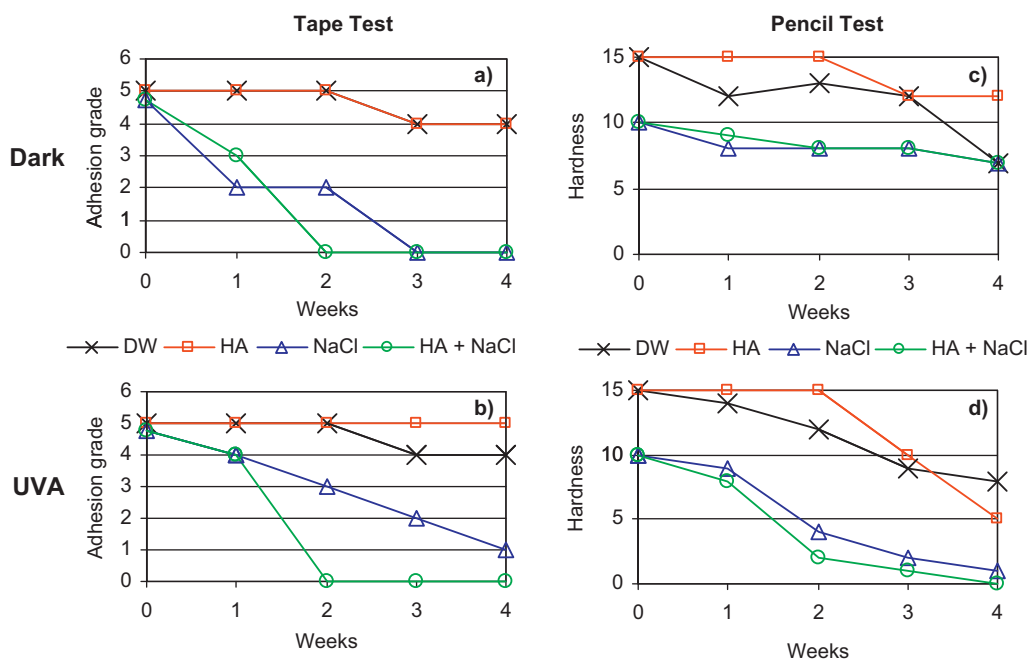 Tape Test
Pencil Test
Dark
Adhesion grade
6
5
4
3
2
1
0
a)
0 1 2 3 4
Weeks
Hardness
15
10
5
0
c)
0 1 2 3 4
Weeks
DW HA NaCl HA + NaCl
DW HA NaCl HA + NaCl
UVA
Adhesion grade
6
5
4
3
2
1
0
b)
0 1 2 3 4
Weeks
Hardness
15
10
5
0
d)
0 1 2 3 4
Weeks